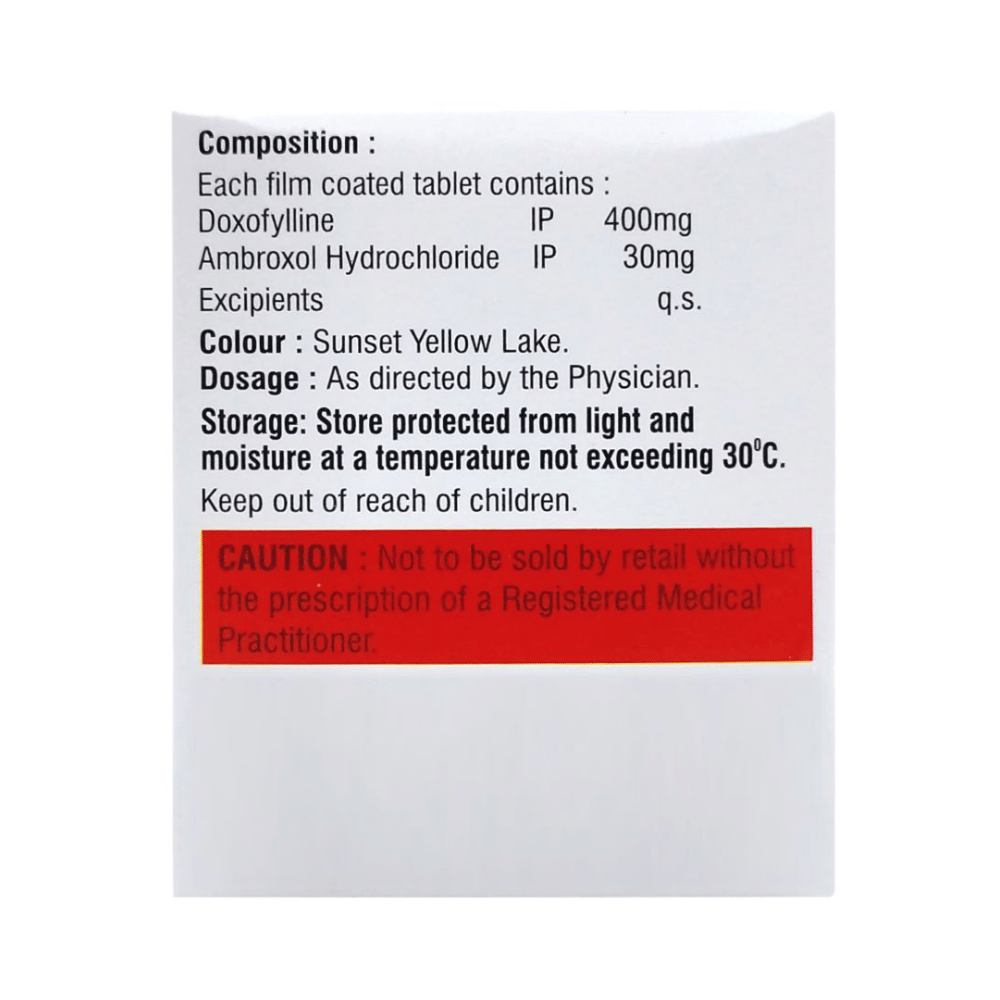 Composition :
Each film coated tablet contains :
Doxofylline IP 400mg
Ambroxol Hydrochloride IP 30mg
Excipients q.s.
Colour : Sunset Yellow Lake.
Dosage : As directed by the Physician.
Storage: Store protected from light and
moisture at a temperature not exceeding 30⁰C.
Keep out of reach of children.
CAUTION : Not to be sold by retail without
the prescription of a Registered Medical
Practitioner.